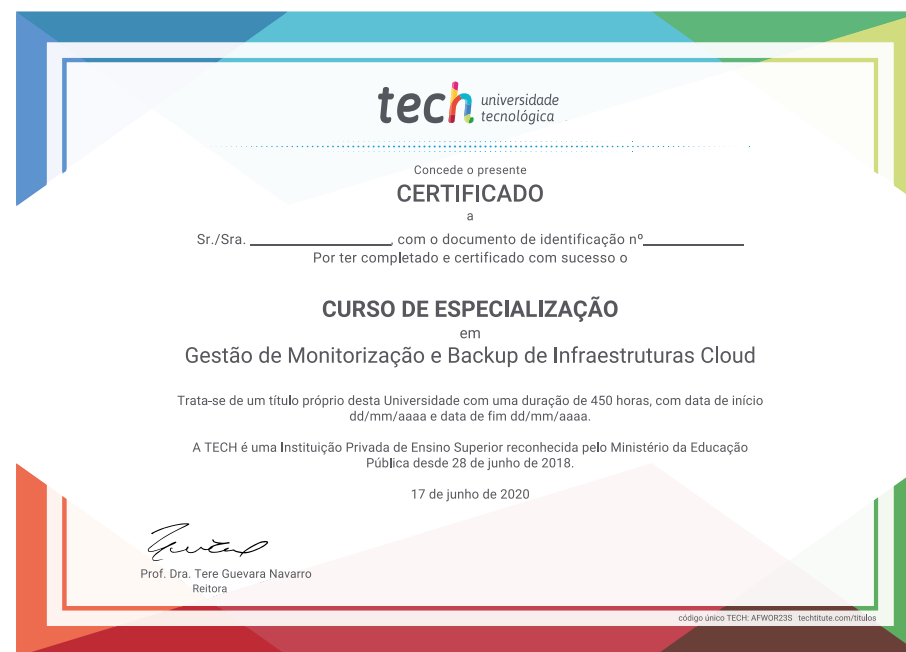 tech universidade
tecnológica
Concede o presente
CERTIFICADO
a
Sr./Sra. ________________, com o documento de identificação nº____________
Por ter completado e certificado com sucesso o
CURSO DE ESPECIALIZAÇÃO
em
Gestão de Monitorização e Backup de Infraestruturas Cloud
Trata-se de um título próprio desta Universidade com uma duração de 450 horas, com data de início
dd/mm/aaaa e data de fim dd/mm/aaaa.
A TECH é uma Instituição Privada de Ensino Superior reconhecida pelo Ministério da Educação
Pública desde 28 de junho de 2018.
17 de junho de 2020
Prof. Dra. Tere Guevara Navarro
Reitora
código único TECH: AFWOR23S techtitute.com/titulos